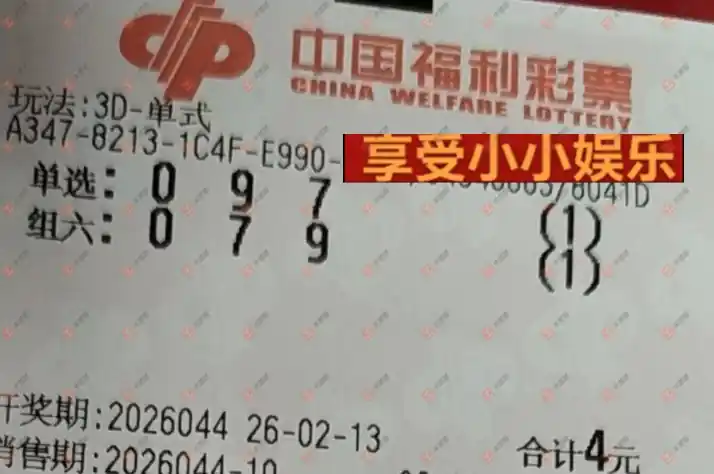 中国福利彩票
CHINA WELFARE LOTTERY
玩法:3D-单式
A347-8213-1C4F-E990-
享受小小娱乐
/6041D
单选: 0 9 7 {1}
组六: 0 7 9 {1}
开奖期:2026044 26-02-13 合计4元
销售期:2026044-10